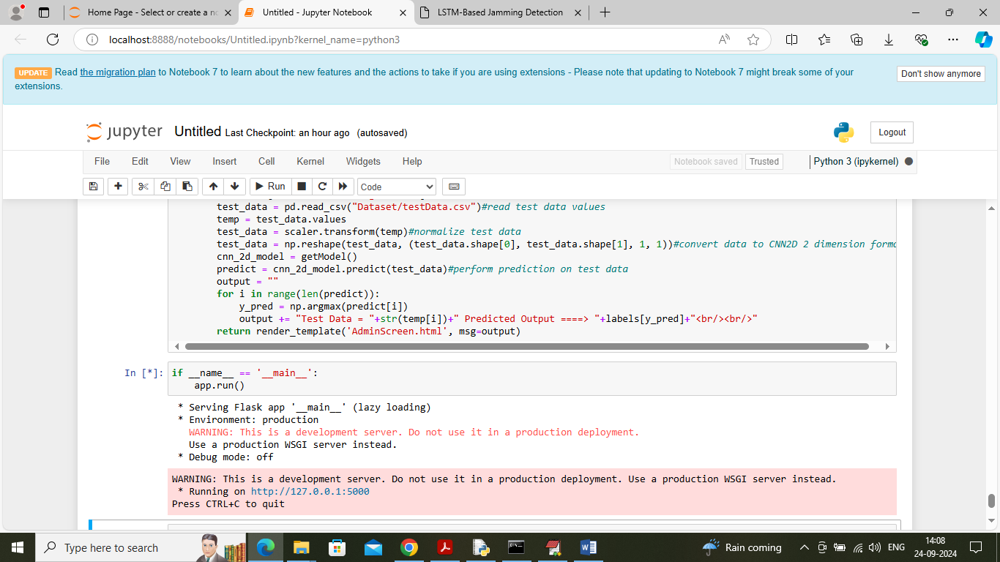 Home Page - Select or create a n
Untitled - Jupyter Notebook
LSTM-Based Jamming Detection
localhost:8888/notebooks/Untitled.ipynb?kernel_name=python3
UPDATE Read the migration plan to Notebook 7 to learn about the new features and the actions to take if you are using extensions - Please note that updating to Notebook 7 might break some of your
extensions.
Don't show anymore
jupyter Untitled Last Checkpoint: an hour ago (autosaved)
Logout
File Edit View Insert Cell Kernel Widgets Help
Notebook saved Trusted Python 3 (ipykernel)
Run Code
test_data = pd.read_csv("Dataset/testData.csv")#read test data values
temp = test_data.values
test_data = scaler.transform(temp)#normalize test data
test_data = np.reshape(test_data, (test_data.shape[0], test_data.shape[1], 1, 1))#convert data to CNN2D 2 dimension forma
cnn_2d_model = getModel()
predict = cnn_2d_model.predict(test_data)#perform prediction on test data
output = ""
for i in range(len(predict)):
y_pred = np.argmax(predict[i])
output += "Test Data = "+str(temp[i])+" Predicted Output ====> "+labels[y_pred]+"<br/><br/>"
return render_template('AdminScreen.html', msg=output)
In [*]: if __name__ == '__main__':
app.run()
* Serving Flask app '__main__' (lazy loading)
* Environment: production
WARNING: This is a development server. Do not use it in a production deployment.
Use a production WSGI server instead.
* Debug mode: off
WARNING: This is a development server. Do not use it in a production deployment. Use a production WSGI server instead.
* Running on http://127.0.0.1:5000
Press CTRL+C to quit
Type here to search
Rain coming
ENG
14:08
24-09-2024